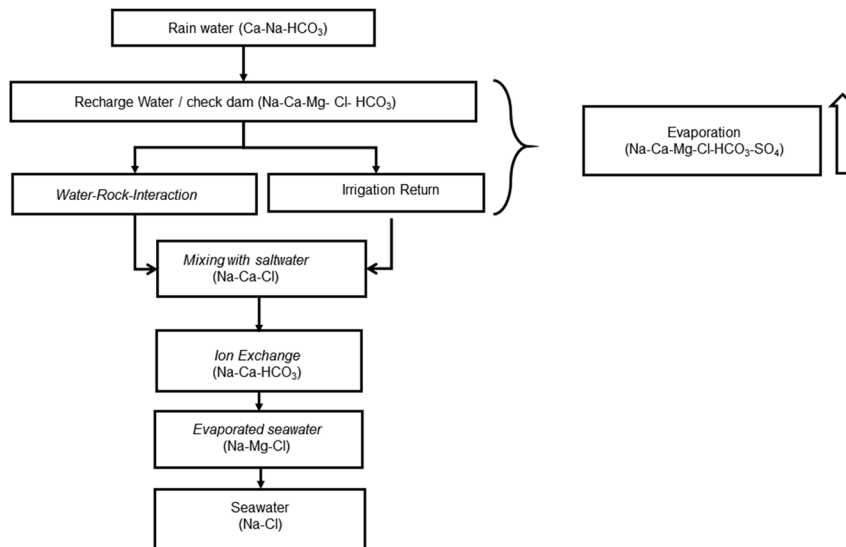 Rain water (Ca-Na-HCO₃)
Recharge Water / check dam (Na-Ca-Mg- Cl- HCO₃)
Evaporation
(Na-Ca-Mg-Cl-HCO₃-SO₄)
Water-Rock-Interaction
Irrigation Return
Mixing with saltwater
(Na-Ca-Cl)
Ion Exchange
(Na-Ca-HCO₃)
Evaporated seawater
(Na-Mg-Cl)
Seawater
(Na-Cl)